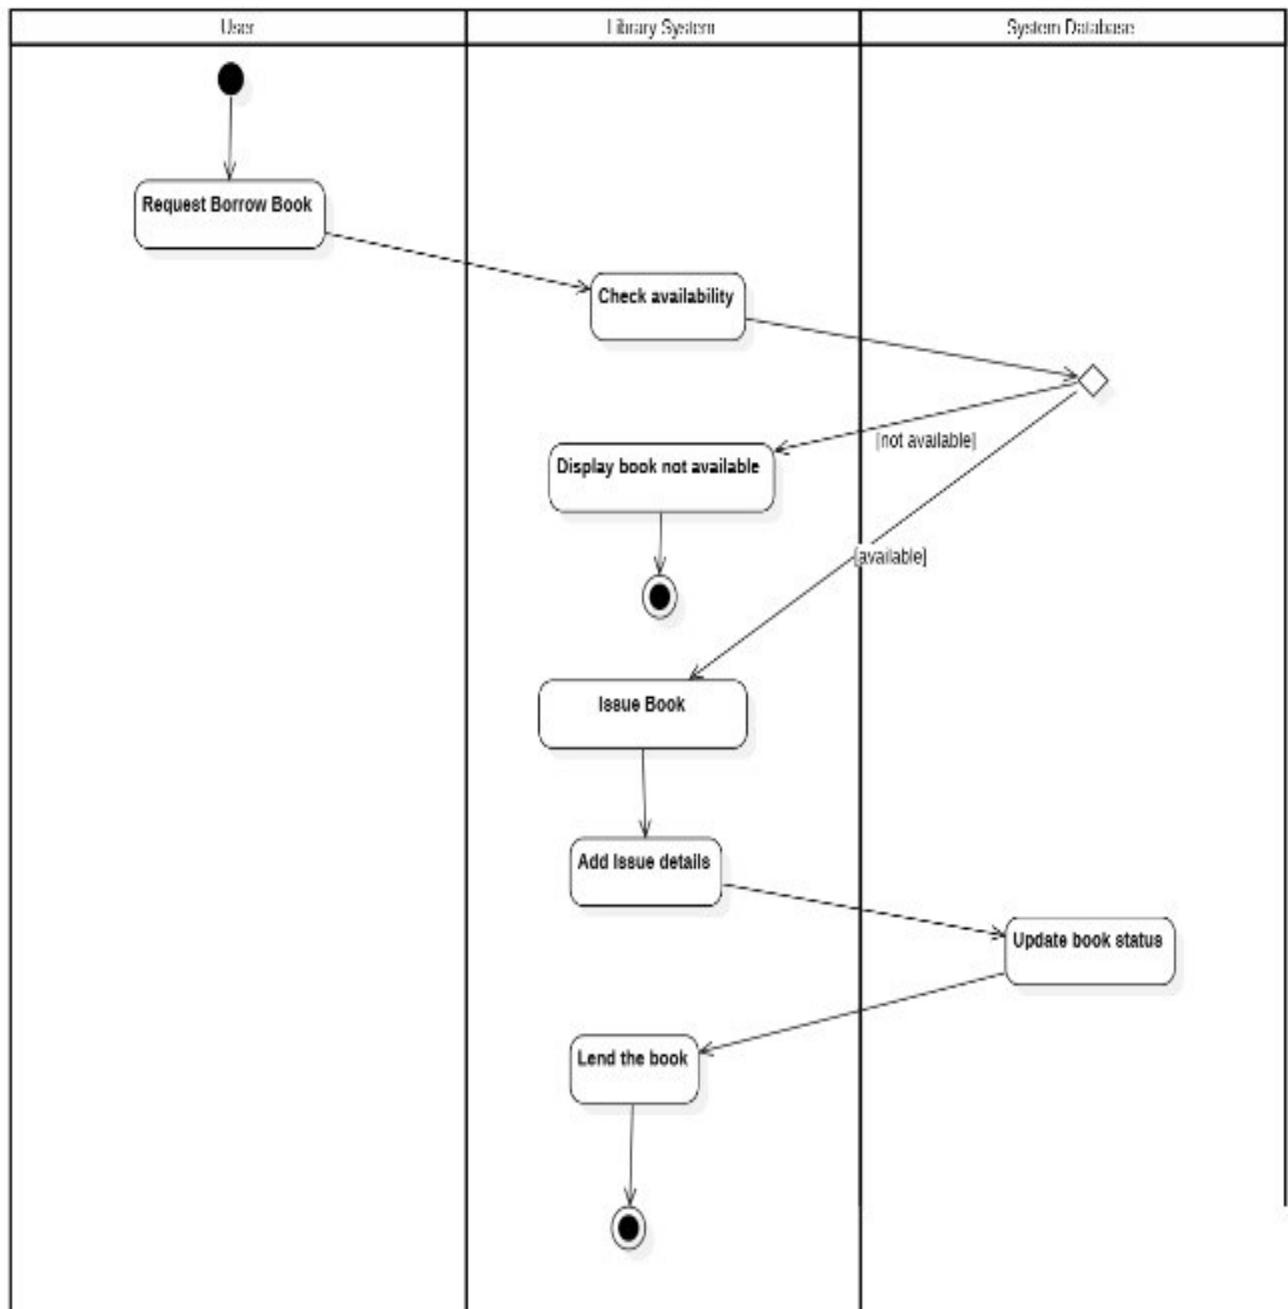 User
Library System
System Database
Request Borrow Book
Check availability
[not available]
Display book not available
[available]
Issue Book
Add Issue details
Update book status
Lend the book